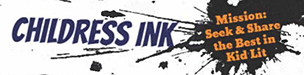 CHILDRESS INK
Mission:
Seek & Share
the Best in
Kid Lit